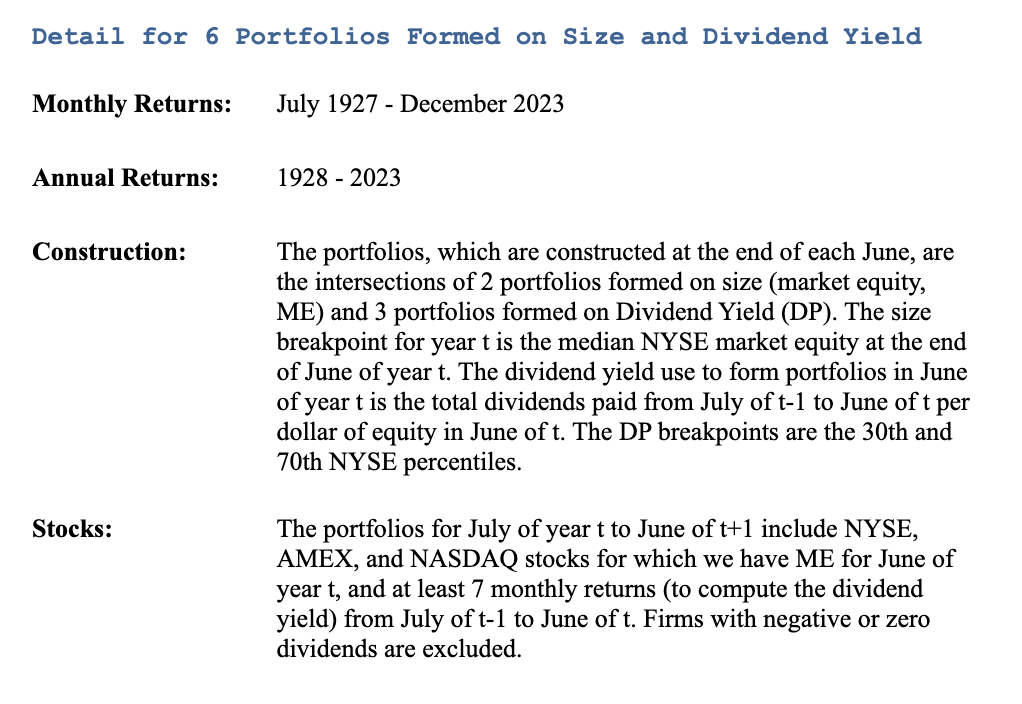 Detail for 6 Portfolios Formed on Size and Dividend Yield
Monthly Returns: July 1927 - December 2023
Annual Returns: 1928 - 2023
Construction: The portfolios, which are constructed at the end of each June, are
the intersections of 2 portfolios formed on size (market equity,
ME) and 3 portfolios formed on Dividend Yield (DP). The size
breakpoint for year t is the median NYSE market equity at the end
of June of year t. The dividend yield use to form portfolios in June
of year t is the total dividends paid from July of t-1 to June of t per
dollar of equity in June of t. The DP breakpoints are the 30th and
70th NYSE percentiles.
Stocks: The portfolios for July of year t to June of t+1 include NYSE,
AMEX, and NASDAQ stocks for which we have ME for June of
year t, and at least 7 monthly returns (to compute the dividend
yield) from July of t-1 to June of t. Firms with negative or zero
dividends are excluded.